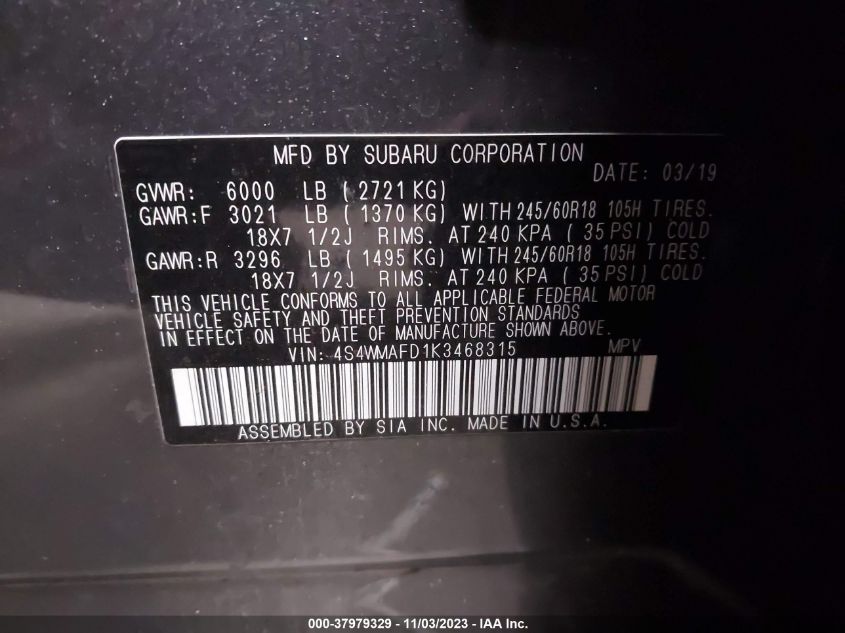 MFD BY SUBARU CORPORATION
DATE: 03/19
GVWR: 6000 LB ( 2721 KG)
GAWR:F 3021 LB ( 1370 KG) WITH 245/60R18 105H TIRES.
18X7 1/2J RIMS. AT 240 KPA ( 35 PSI) COLD
GAWR:R 3296 LB ( 1495 KG) WITH 245/60R18 105H TIRES.
18X7 1/2J RIMS. AT 240 KPA ( 35 PSI) COLD
THIS VEHICLE CONFORMS TO ALL APPLICABLE FEDERAL MOTOR
VEHICLE SAFETY AND THEFT PREVENTION STANDARDS
IN EFFECT ON THE DATE OF MANUFACTURE SHOWN ABOVE.
VIN: 4S4WMAFD1K3468315 MPV
ASSEMBLED BY SIA INC. MADE IN U.S.A.
000-37979329 - 11/03/2023 - IAA Inc.